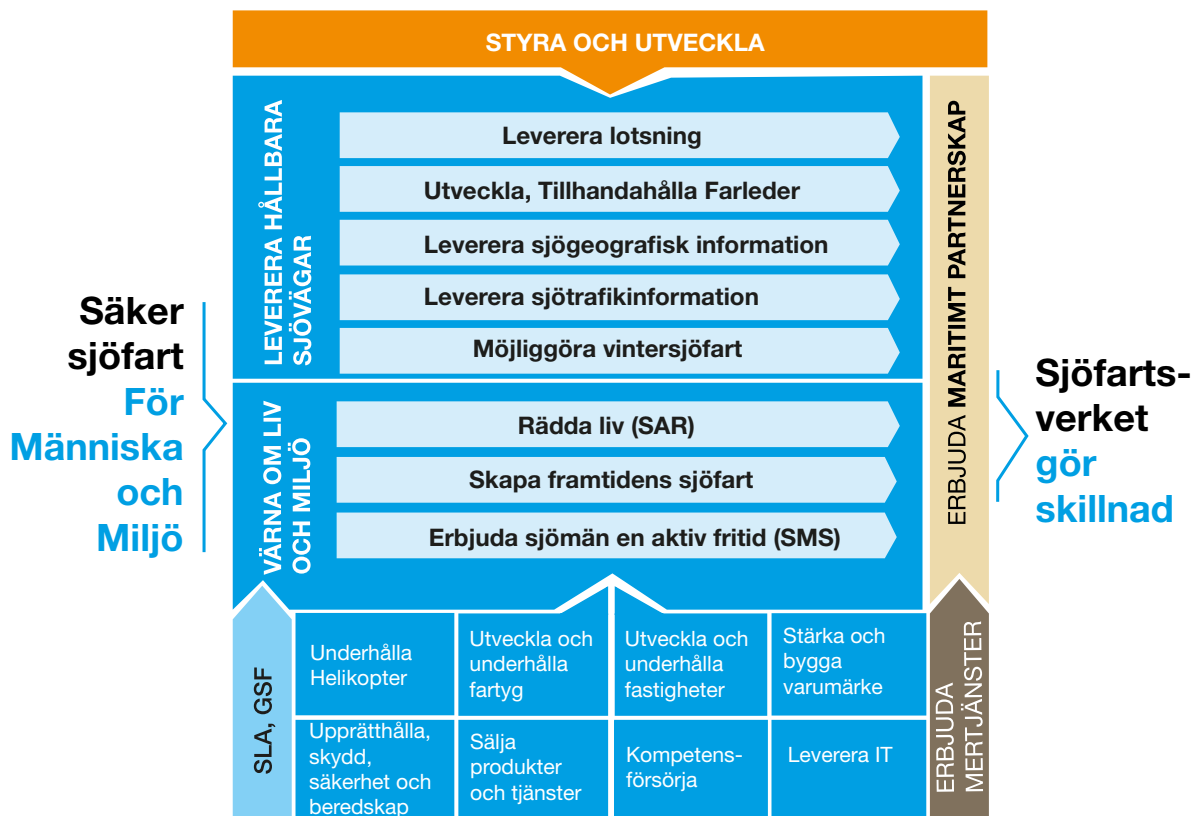 STYRA OCH UTVECKLA
LEVERERA HÅLLBARA
SJÖVÄGAR
Leverera lotsning
Utveckla, Tillhandahålla Farleder
Leverera sjögeografisk information
Leverera sjötrafikinformation
Möjliggöra vintersjöfart
VÄRNA OM LIV
OCH MILJÖ
Rädda liv (SAR)
Skapa framtidens sjöfart
Erbjuda sjömän en aktiv fritid (SMS)
ERBJUDA MARITIMT PARTNERSKAP
Säker
sjöfart
För
Människa
och
Miljö
Sjöfarts-
verket
gör
skillnad
SLA, GSF
Underhålla
Helikopter
Utveckla och
underhålla
fartyg
Utveckla och
underhålla
fastigheter
Stärka och
bygga
varumärke
Upprätthålla,
skydd,
säkerhet och
beredskap
Sälja
produkter
och tjänster
Kompetens-
försörja
Leverera IT
ERBJUDA
MERTJÄNSTER